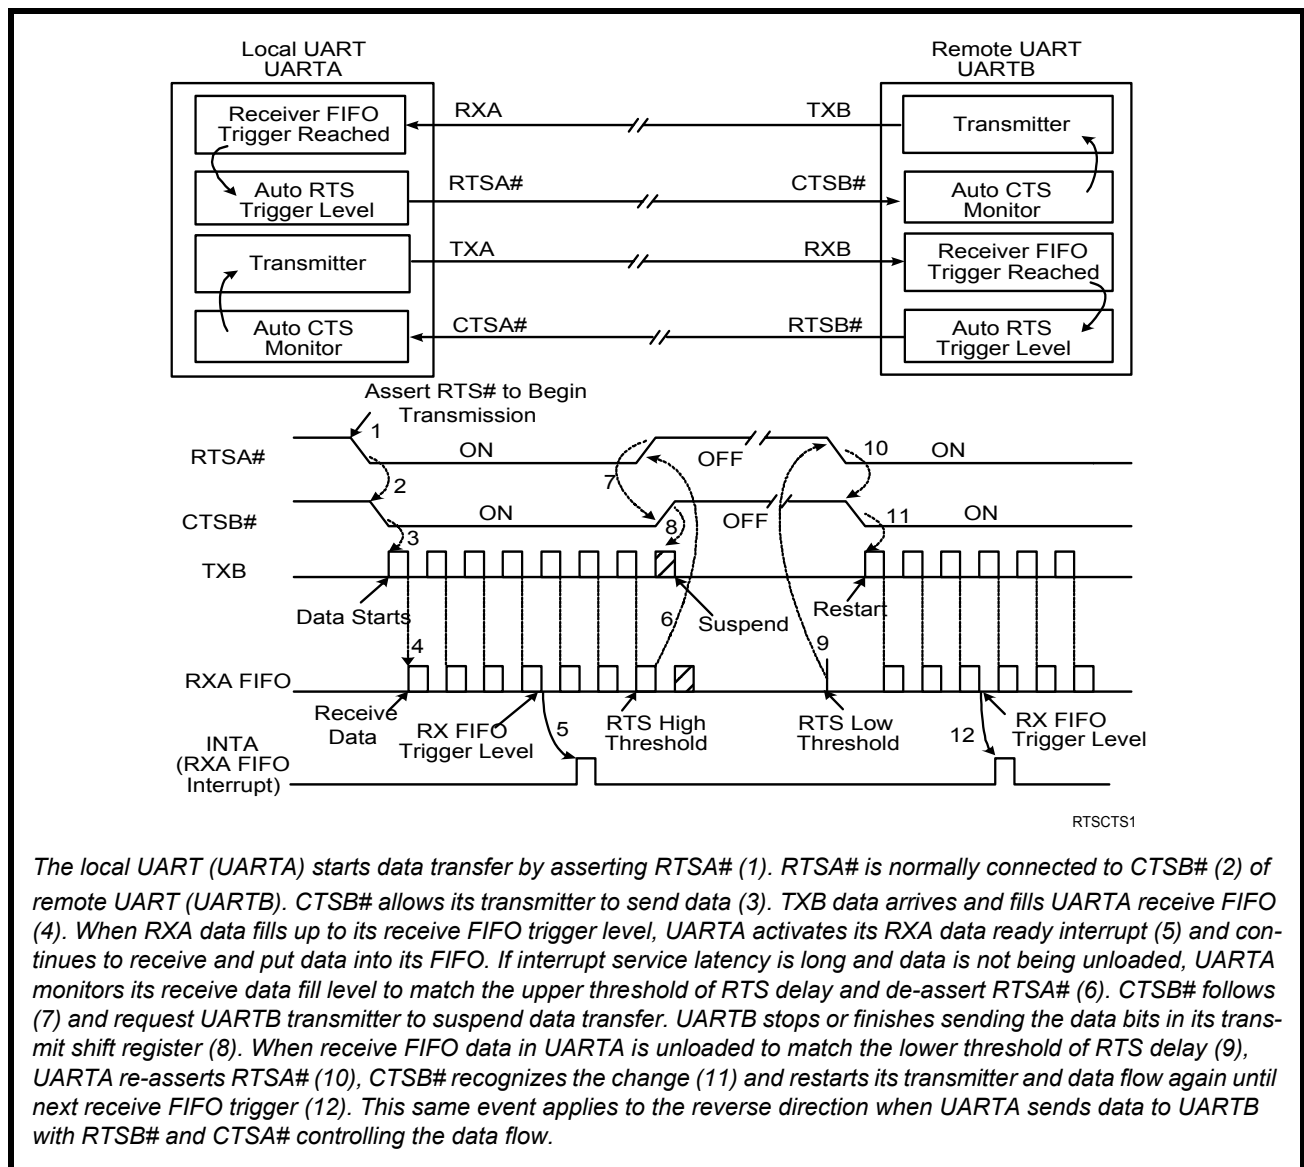 Local UART
UARTA
Remote UART
UARTB
Receiver FIFO
Trigger Reached
RXA
TXB
Transmitter
Auto RTS
Trigger Level
RTSA#
CTSB#
Auto CTS
Monitor
Transmitter
TXA
RXB
Receiver FIFO
Trigger Reached
Auto CTS
Monitor
CTSA#
RTSB#
Auto RTS
Trigger Level
Assert RTS# to Begin
Transmission
1
RTSA#
ON
7
OFF
10
ON
2
CTSB#
ON
8
OFF
11
ON
3
TXB
Data Starts
6
Suspend
Restart
4
9
RXA FIFO
Receive
Data
RX FIFO
Trigger Level
5
RTS High
Threshold
RTS Low
Threshold
12
RX FIFO
Trigger Level
INTA
(RXA FIFO
Interrupt)
RTSCTS1
The local UART (UARTA) starts data transfer by asserting RTSA# (1). RTSA# is normally connected to CTSB# (2) of
remote UART (UARTB). CTSB# allows its transmitter to send data (3). TXB data arrives and fills UARTA receive FIFO
(4). When RXA data fills up to its receive FIFO trigger level, UARTA activates its RXA data ready interrupt (5) and con-
tinues to receive and put data into its FIFO. If interrupt service latency is long and data is not being unloaded, UARTA
monitors its receive data fill level to match the upper threshold of RTS delay and de-assert RTSA# (6). CTSB# follows
(7) and request UARTB transmitter to suspend data transfer. UARTB stops or finishes sending the data bits in its trans-
mit shift register (8). When receive FIFO data in UARTA is unloaded to match the lower threshold of RTS delay (9),
UARTA re-asserts RTSA# (10), CTSB# recognizes the change (11) and restarts its transmitter and data flow again until
next receive FIFO trigger (12). This same event applies to the reverse direction when UARTA sends data to UARTB
with RTSB# and CTSA# controlling the data flow.